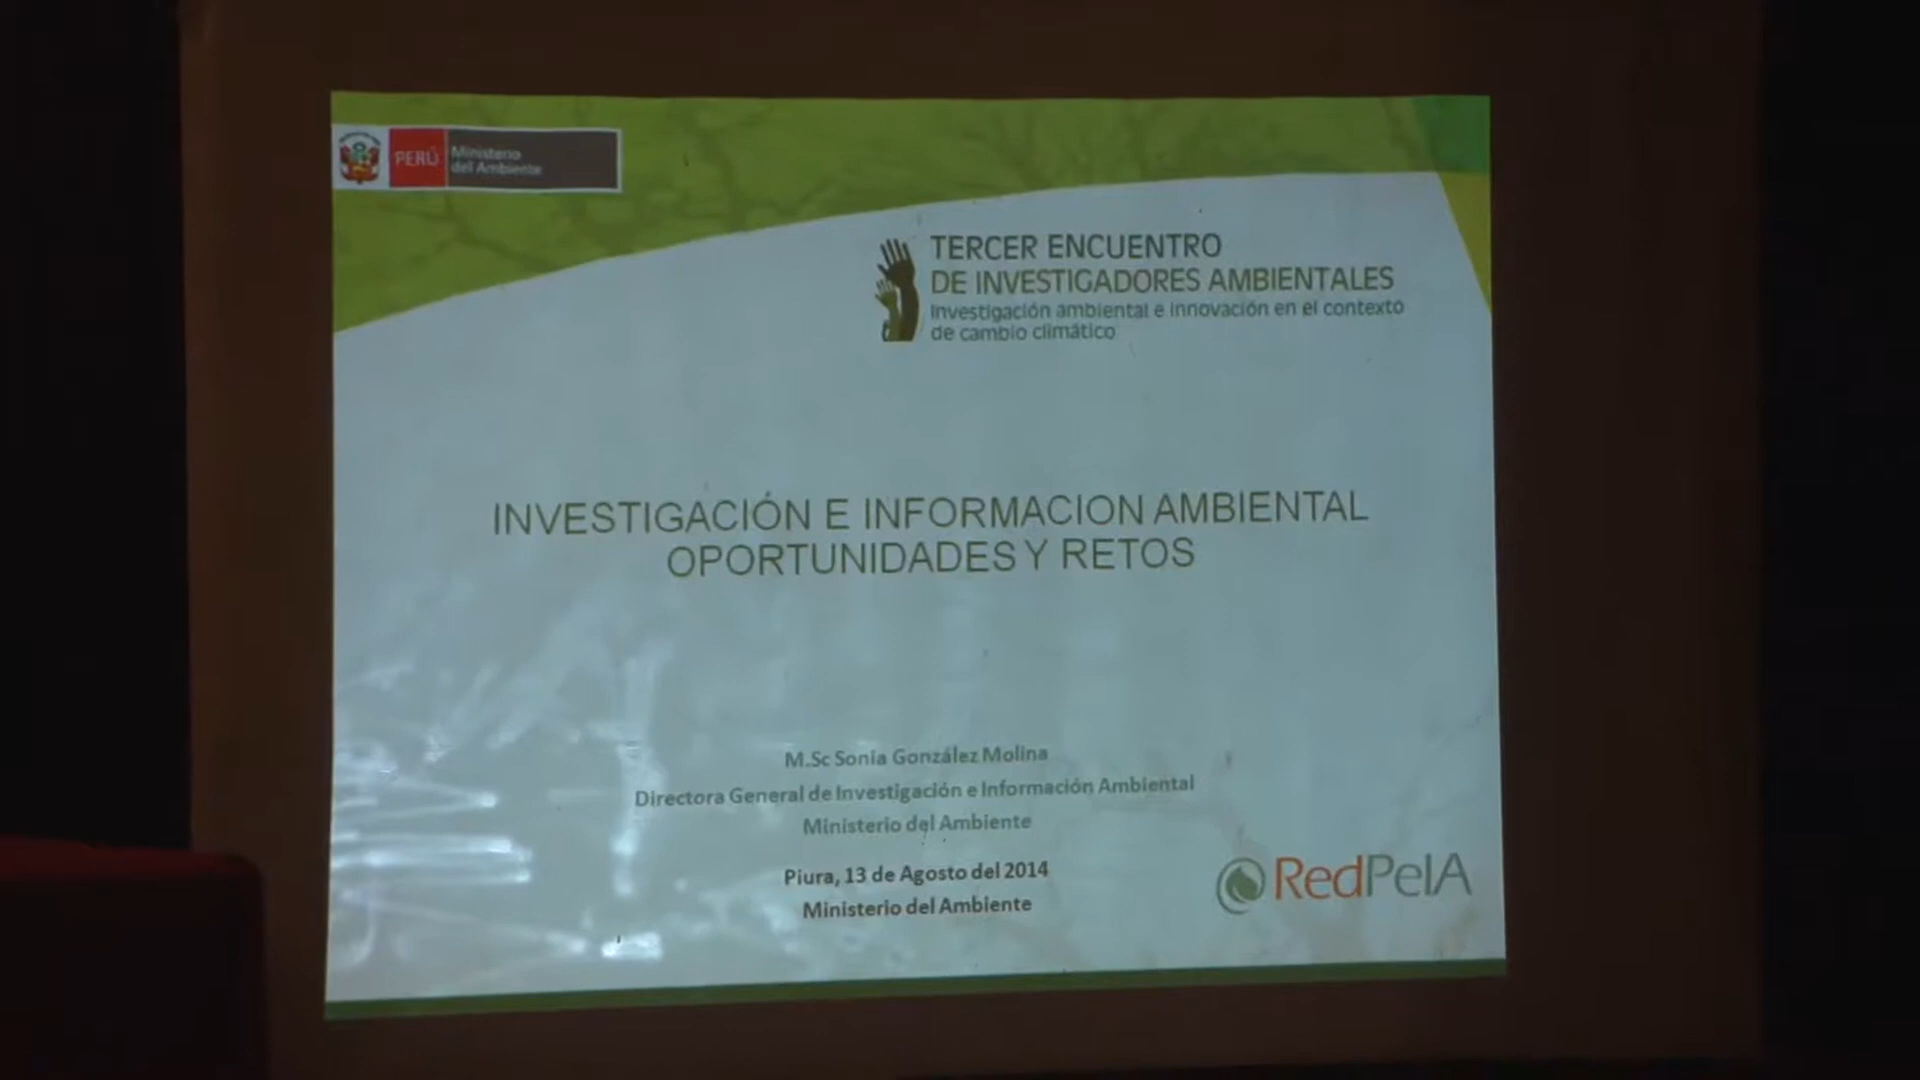 PERÚ
Ministerio
del Ambiente
TERCER ENCUENTRO
DE INVESTIGADORES AMBIENTALES
Investigación ambiental e innovación en el contexto
de cambio climático
INVESTIGACIÓN E INFORMACION AMBIENTAL
OPORTUNIDADES Y RETOS
M.Sc Sonia González Molina
Directora General de Investigación e Información Ambiental
Ministerio del Ambiente
Piura, 13 de Agosto del 2014
Ministerio del Ambiente
RedPeIA